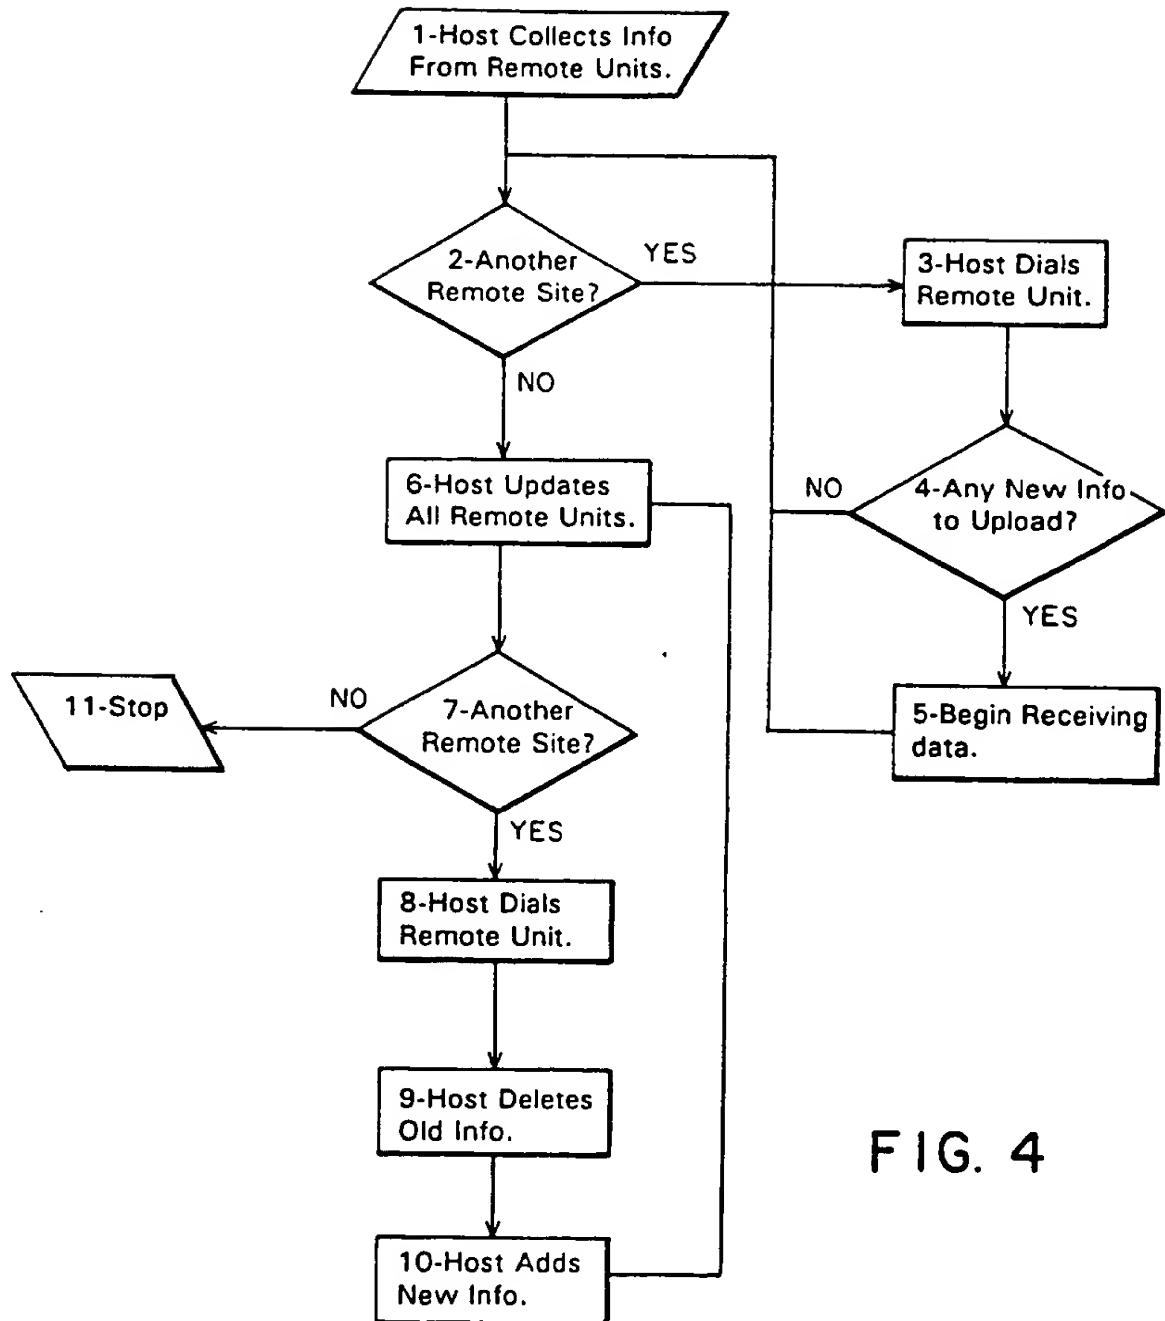 1-Host Collects Info
From Remote Units.
2-Another
Remote Site?
YES
3-Host Dials
Remote Unit.
NO
4-Any New Info
to Upload?
NO
YES
5-Begin Receiving
data.
6-Host Updates
All Remote Units.
7-Another
Remote Site?
NO
11-Stop
YES
8-Host Dials
Remote Unit.
9-Host Deletes
Old Info.
10-Host Adds
New Info.
FIG. 4